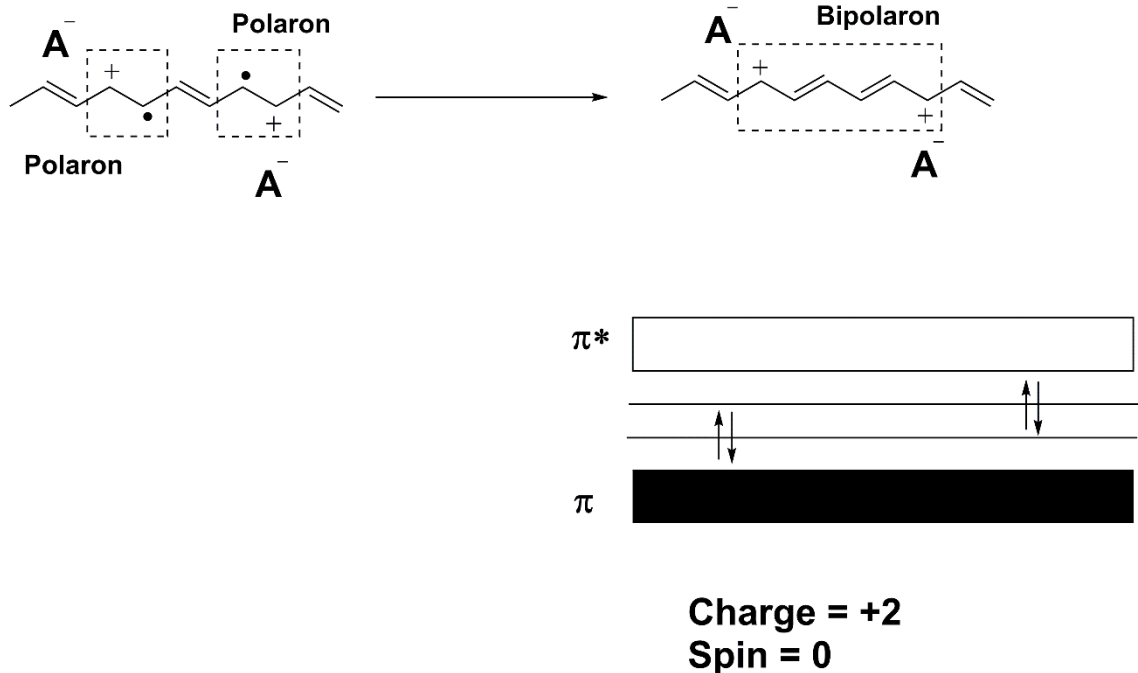 Polaron
Bipolaron
A⁻
A⁻
+
•
•
+
+
+
Polaron
A⁻
A⁻
π*
π
Charge = +2
Spin = 0